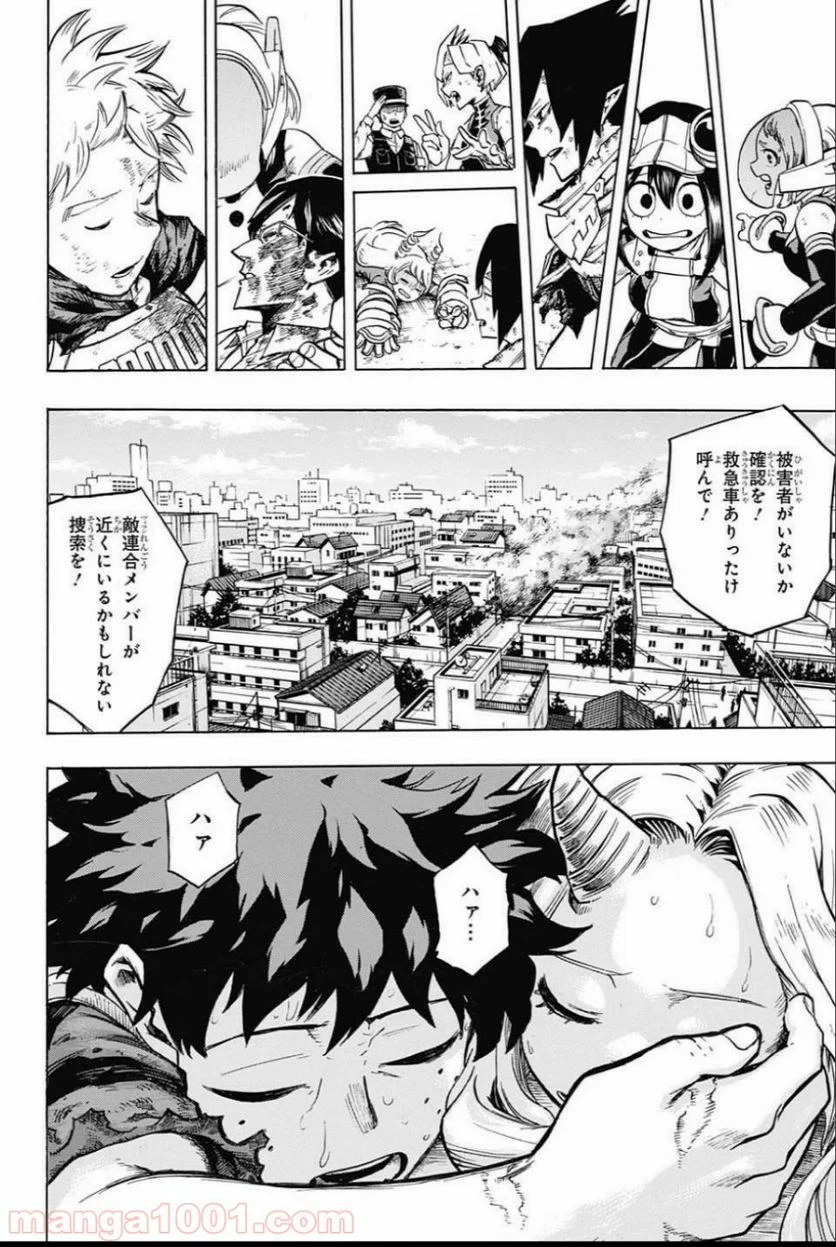 被害者がいないか
確認を！
救急車ありったけ
呼んで！
敵連合メンバーが
近くにいるかもしれない
捜索を！
ハァ
ハァ…
manga1001.com